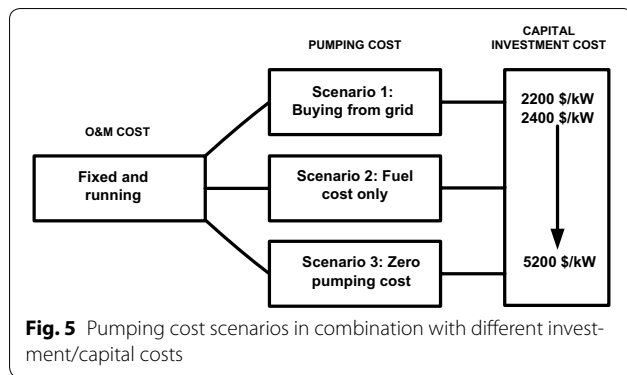 PUMPING COST
CAPITAL
INVESTMENT COST
O&M COST
Fixed and
running
Scenario 1:
Buying from grid
Scenario 2: Fuel
cost only
Scenario 3: Zero
pumping cost
2200 $/kW
2400 $/kW
5200 $/kW
Fig. 5 Pumping cost scenarios in combination with different invest-
ment/capital costs